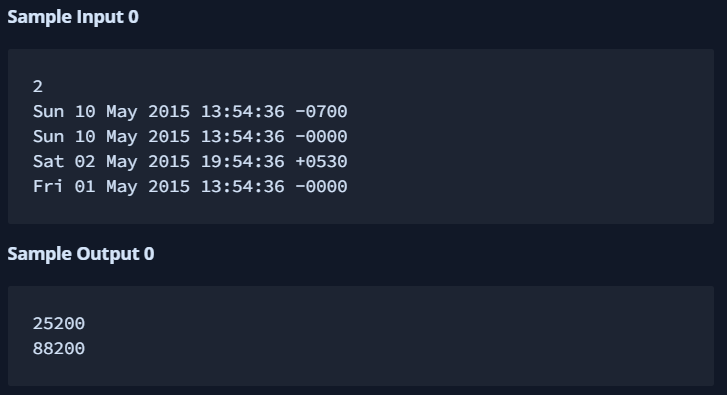 Sample Input 0
2
Sun 10 May 2015 13:54:36 -0700
Sun 10 May 2015 13:54:36 -0000
Sat 02 May 2015 19:54:36 +0530
Fri 01 May 2015 13:54:36 -0000
Sample Output 0
25200
88200